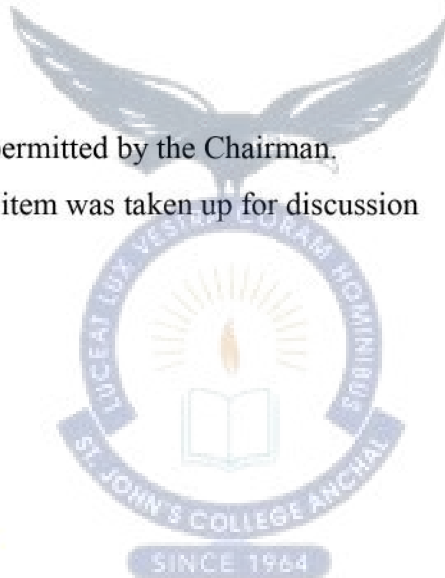 permitted by the Chairman.
item was taken up for discussion
LUCEAT LUX VESTRA CORAM HOMINIBUS
ST. JOHN'S COLLEGE ANCHAL
SINCE 1964